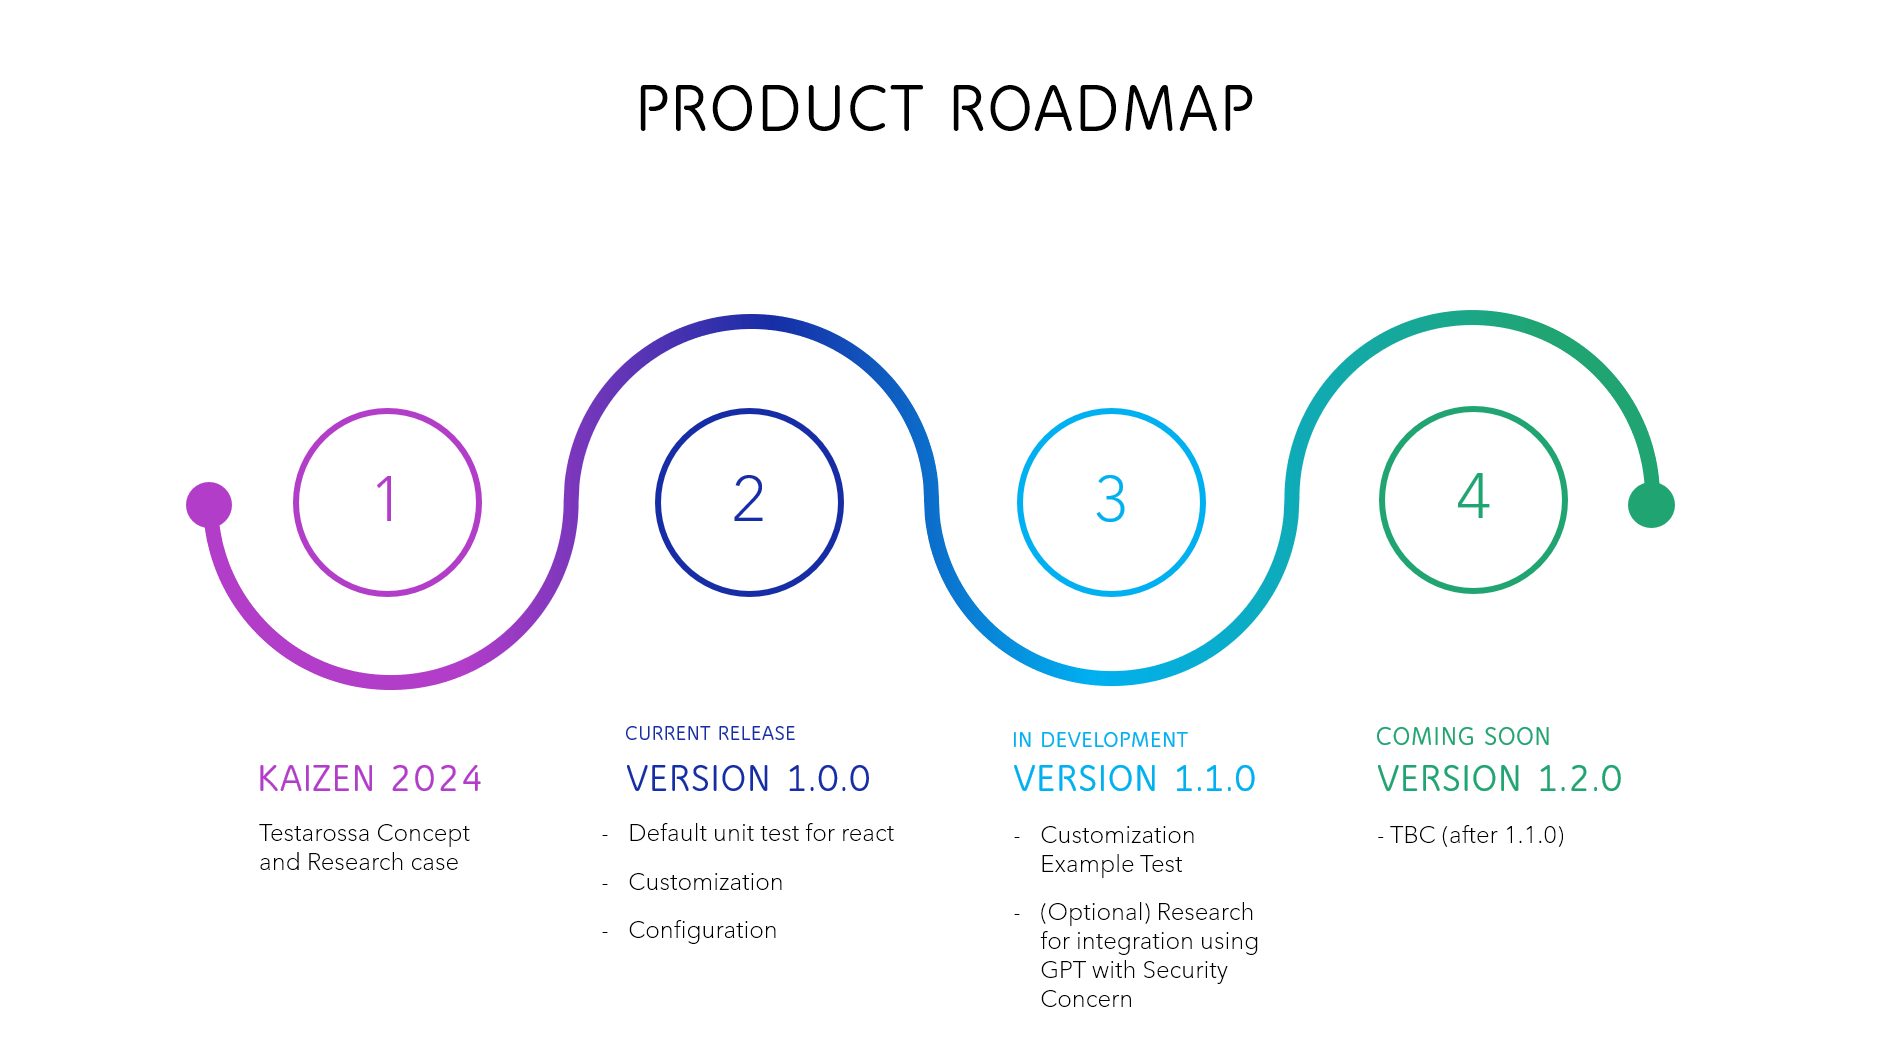 PRODUCT ROADMAP
1
2
3
4
KAIZEN 2024
Testarossa Concept
and Research case
CURRENT RELEASE
VERSION 1.0.0
- Default unit test for react
- Customization
- Configuration
IN DEVELOPMENT
VERSION 1.1.0
- Customization
Example Test
- (Optional) Research
for integration using
GPT with Security
Concern
COMING SOON
VERSION 1.2.0
- TBC (after 1.1.0)